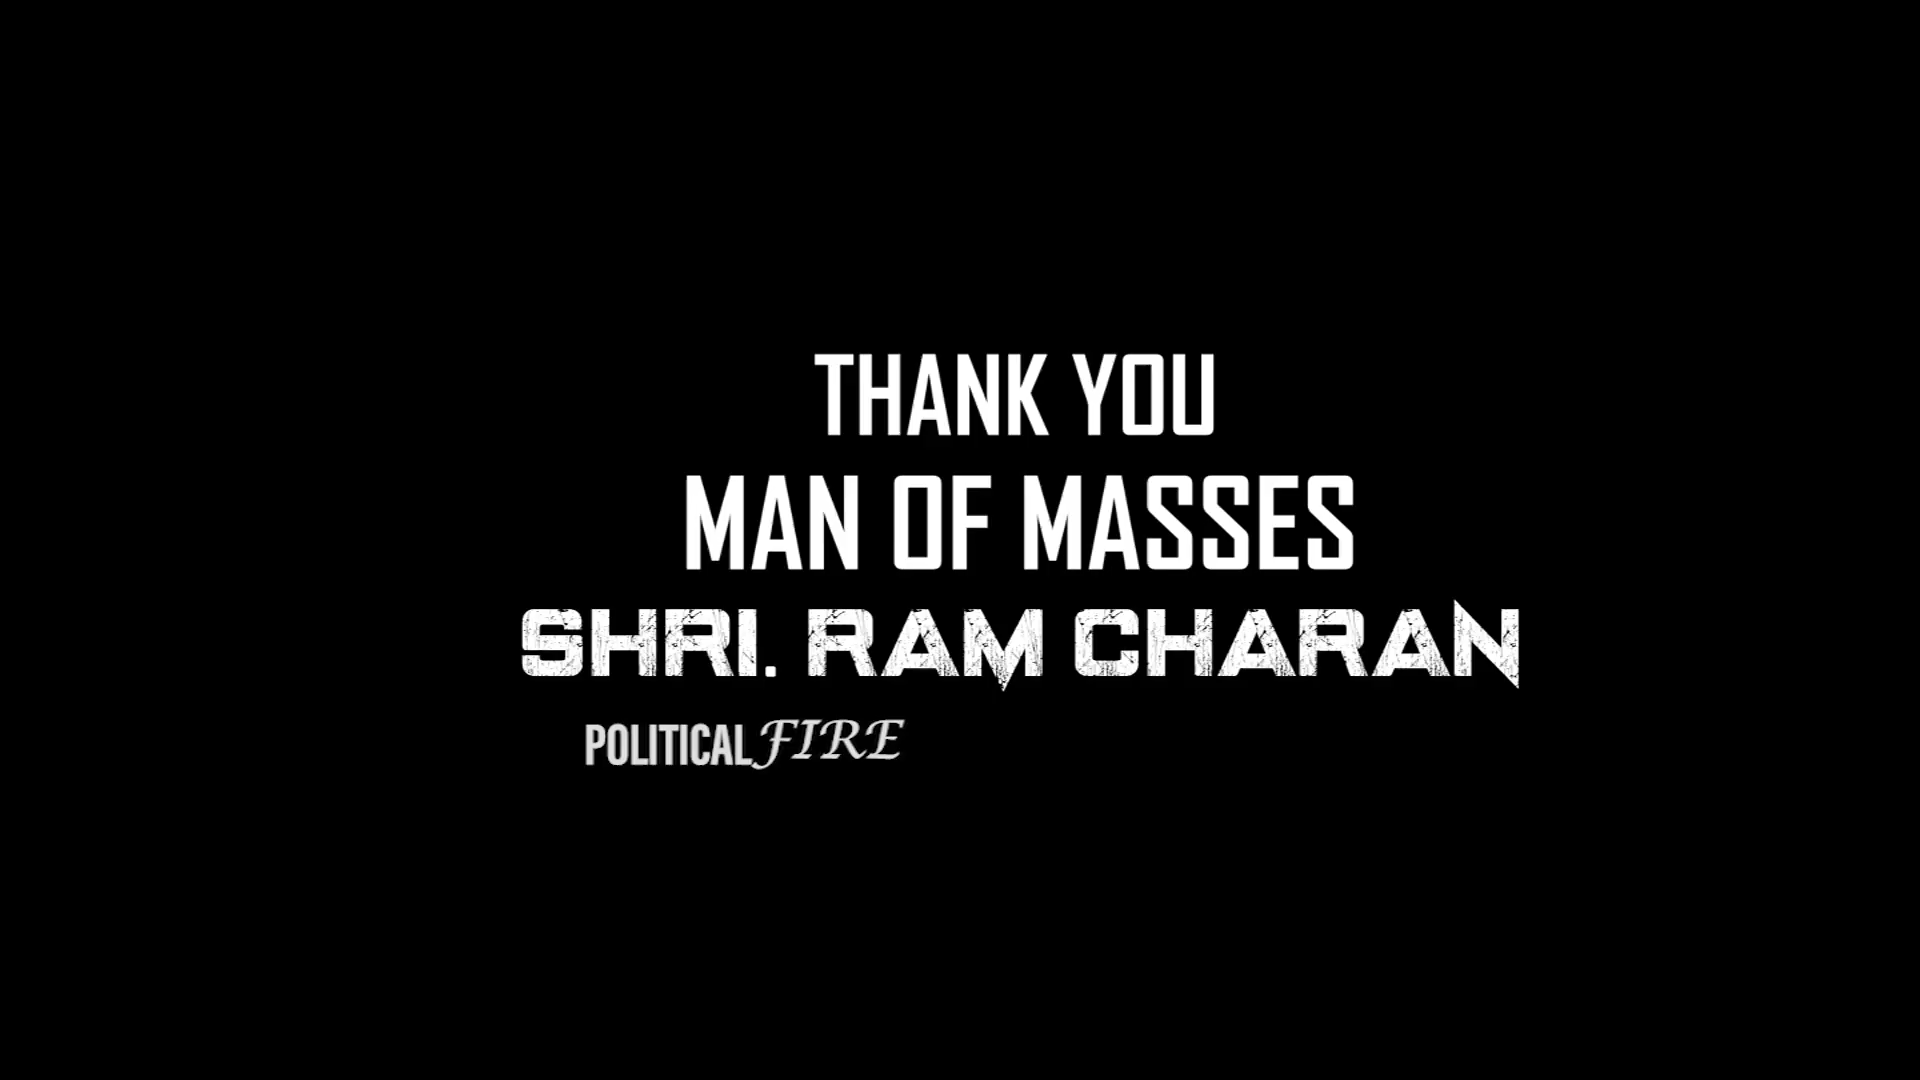 THANK YOU
MAN OF MASSES
SHRI. RAM CHARAN
POLITICALFIRE